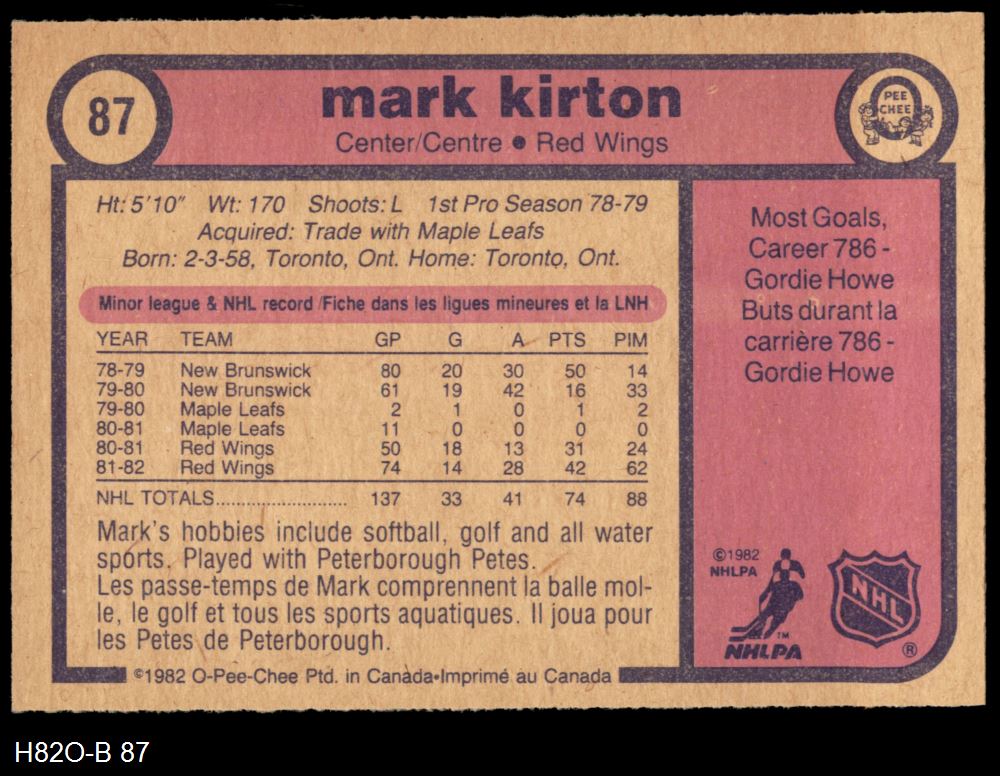 87
mark kirton
Center/Centre • Red Wings
PEE
CHEE
Ht: 5'10" Wt: 170 Shoots: L 1st Pro Season 78-79
Acquired: Trade with Maple Leafs
Born: 2-3-58, Toronto, Ont. Home: Toronto, Ont.
Minor league & NHL record/Fiche dans les ligues mineures et la LNH
YEAR TEAM GP G A PTS PIM
78-79 New Brunswick 80 20 30 50 14
79-80 New Brunswick 61 19 42 16 33
79-80 Maple Leafs 2 1 0 1 2
80-81 Maple Leafs 11 0 0 0 0
80-81 Red Wings 50 18 13 31 24
81-82 Red Wings 74 14 28 42 62
NHL TOTALS.......................... 137 33 41 74 88
Mark's hobbies include softball, golf and all water
sports. Played with Peterborough Petes.
Les passe-temps de Mark comprennent la balle mol-
le, le golf et tous les sports aquatiques. Il joua pour
les Petes de Peterborough.
©1982 O-Pee-Chee Ptd. in Canada•Imprimé au Canada
Most Goals,
Career 786 -
Gordie Howe
Buts durant la
carrière 786 -
Gordie Howe
©1982
NHLPA
TM
NHLPA
NHL
®
H82O-B 87